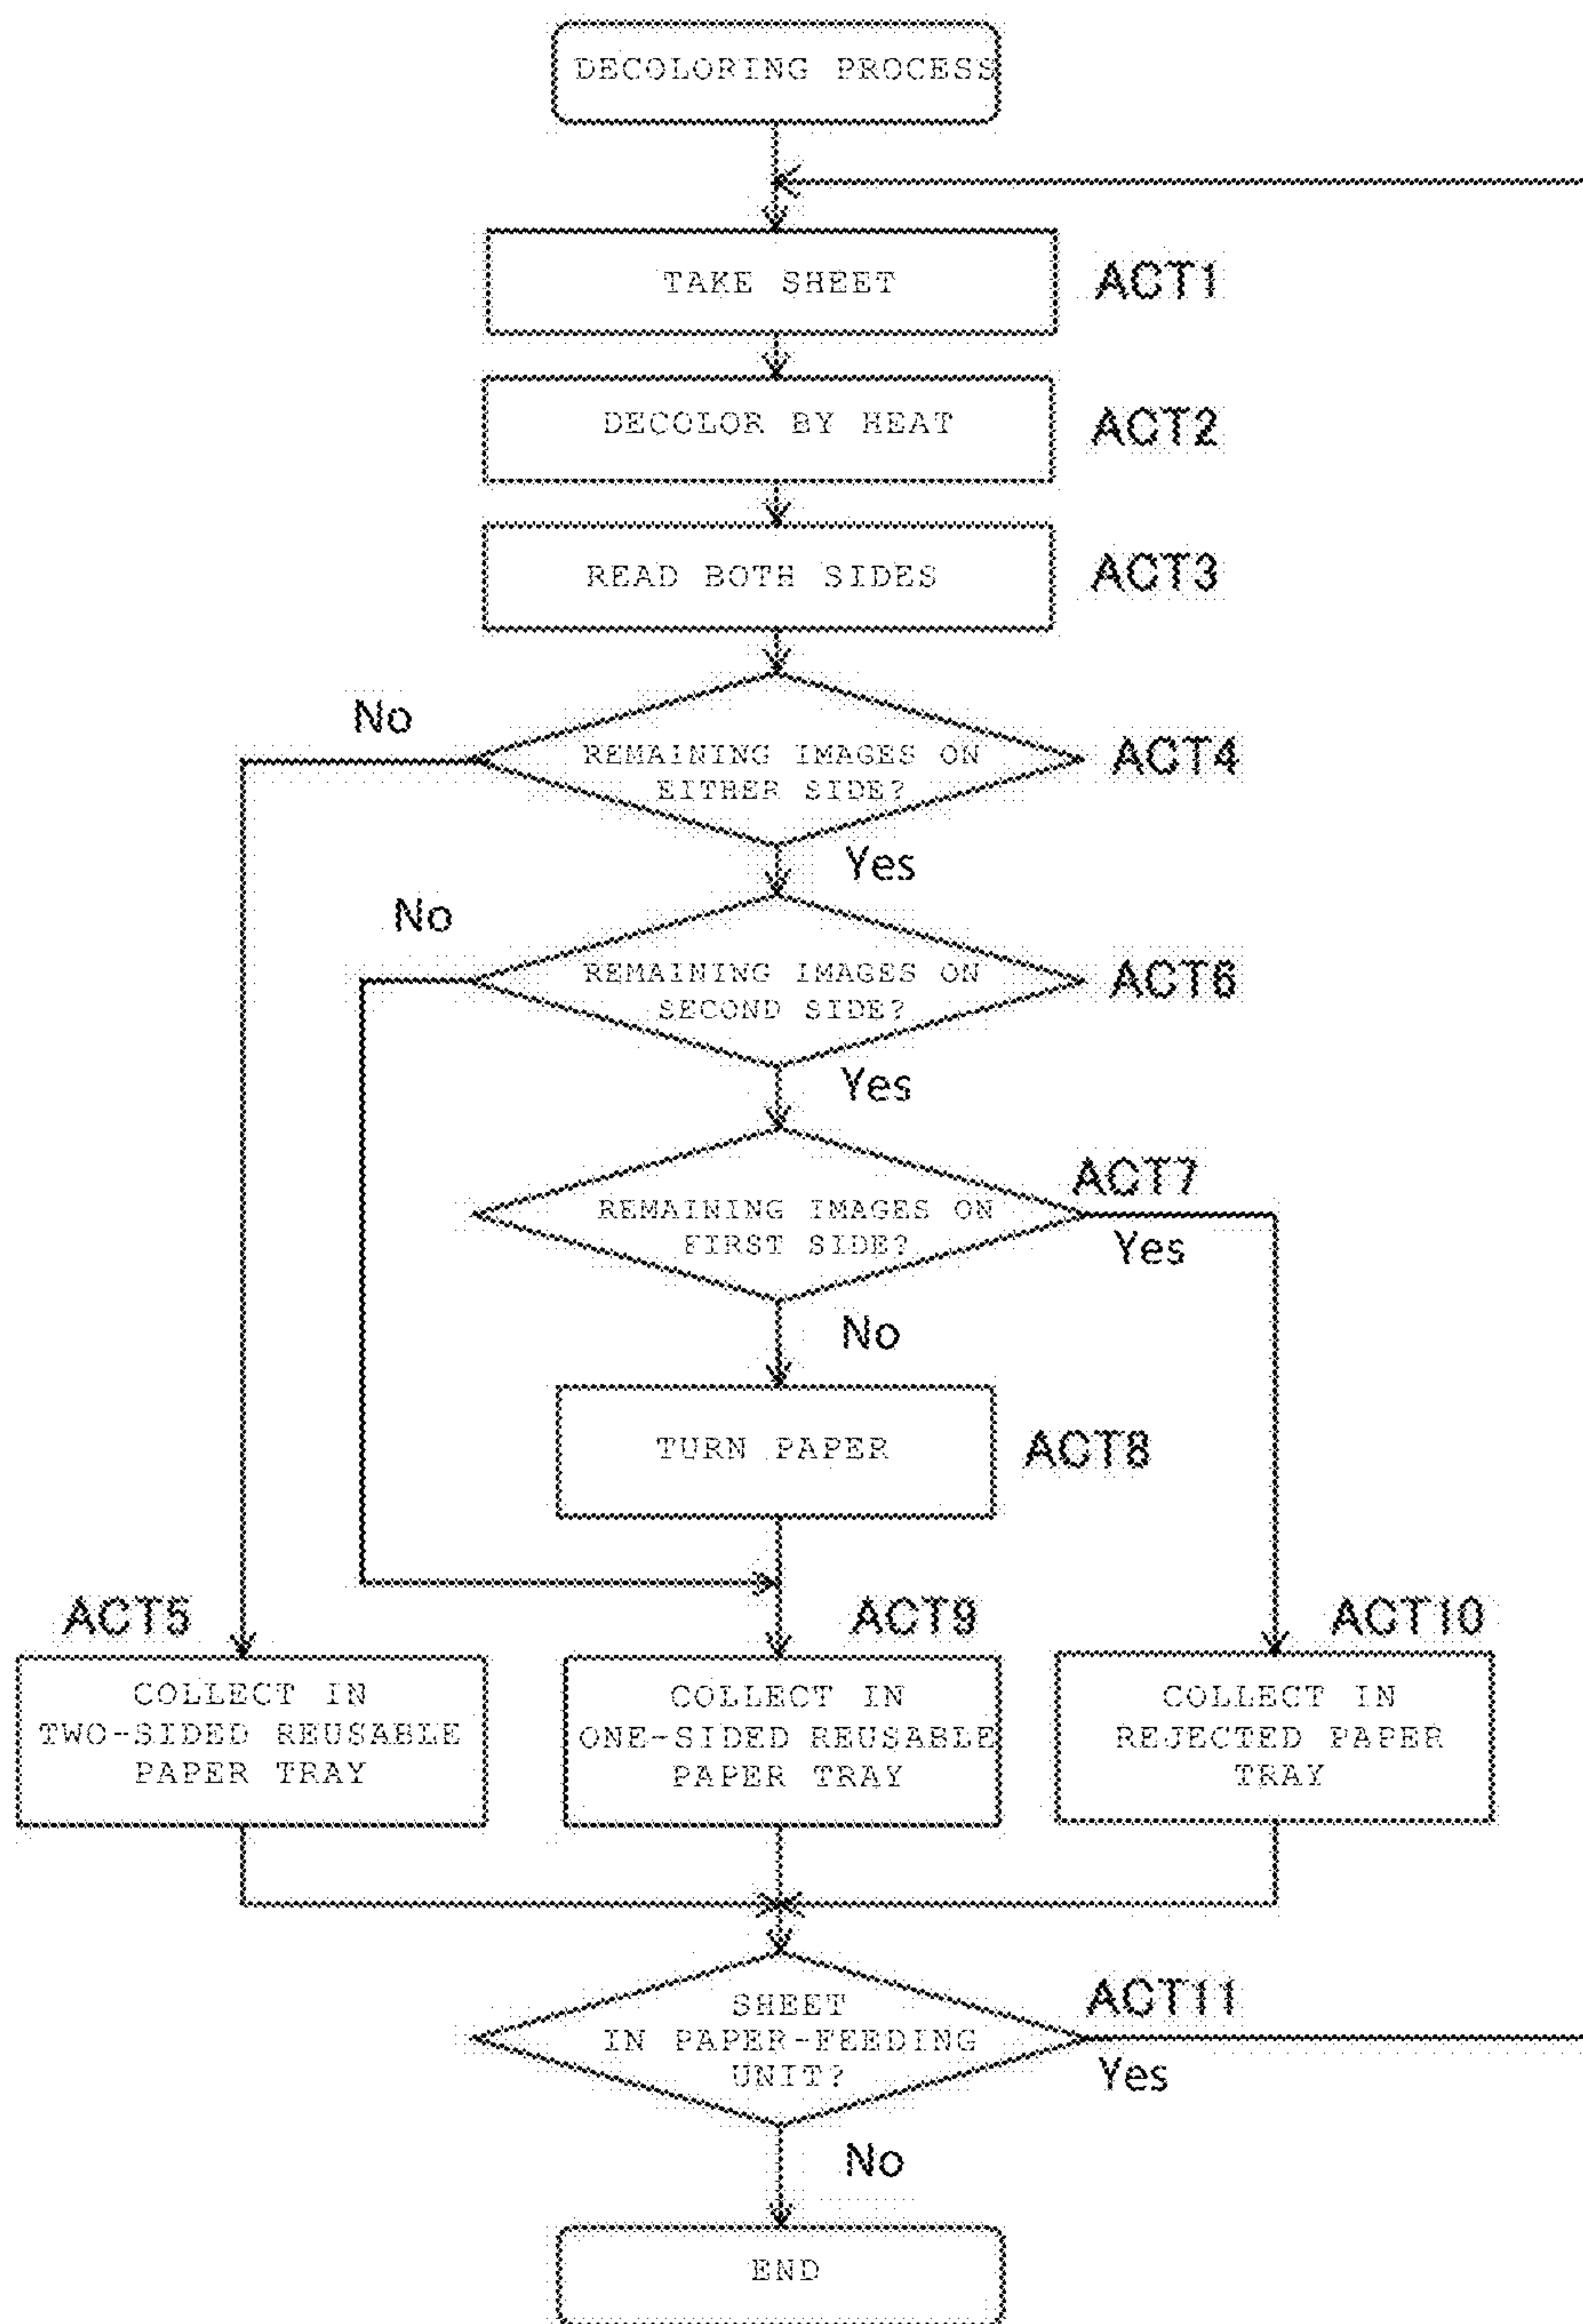 DECOLORING PROCESS
TAKE SHEET
ACT1
DECOLOR BY HEAT
ACT2
READ BOTH SIDES
ACT3
No
REMAINING IMAGES ON
EITHER SIDE?
ACT4
Yes
No
REMAINING IMAGES ON
SECOND SIDE?
ACT6
Yes
REMAINING IMAGES ON
FIRST SIDE?
ACT7
Yes
No
TURN PAPER
ACT8
ACT5
COLLECT IN
TWO-SIDED REUSABLE
PAPER TRAY
ACT9
COLLECT IN
ONE-SIDED REUSABLE
PAPER TRAY
ACT10
COLLECT IN
REJECTED PAPER
TRAY
SHEET
IN PAPER-FEEDING
UNIT?
ACT11
Yes
No
END